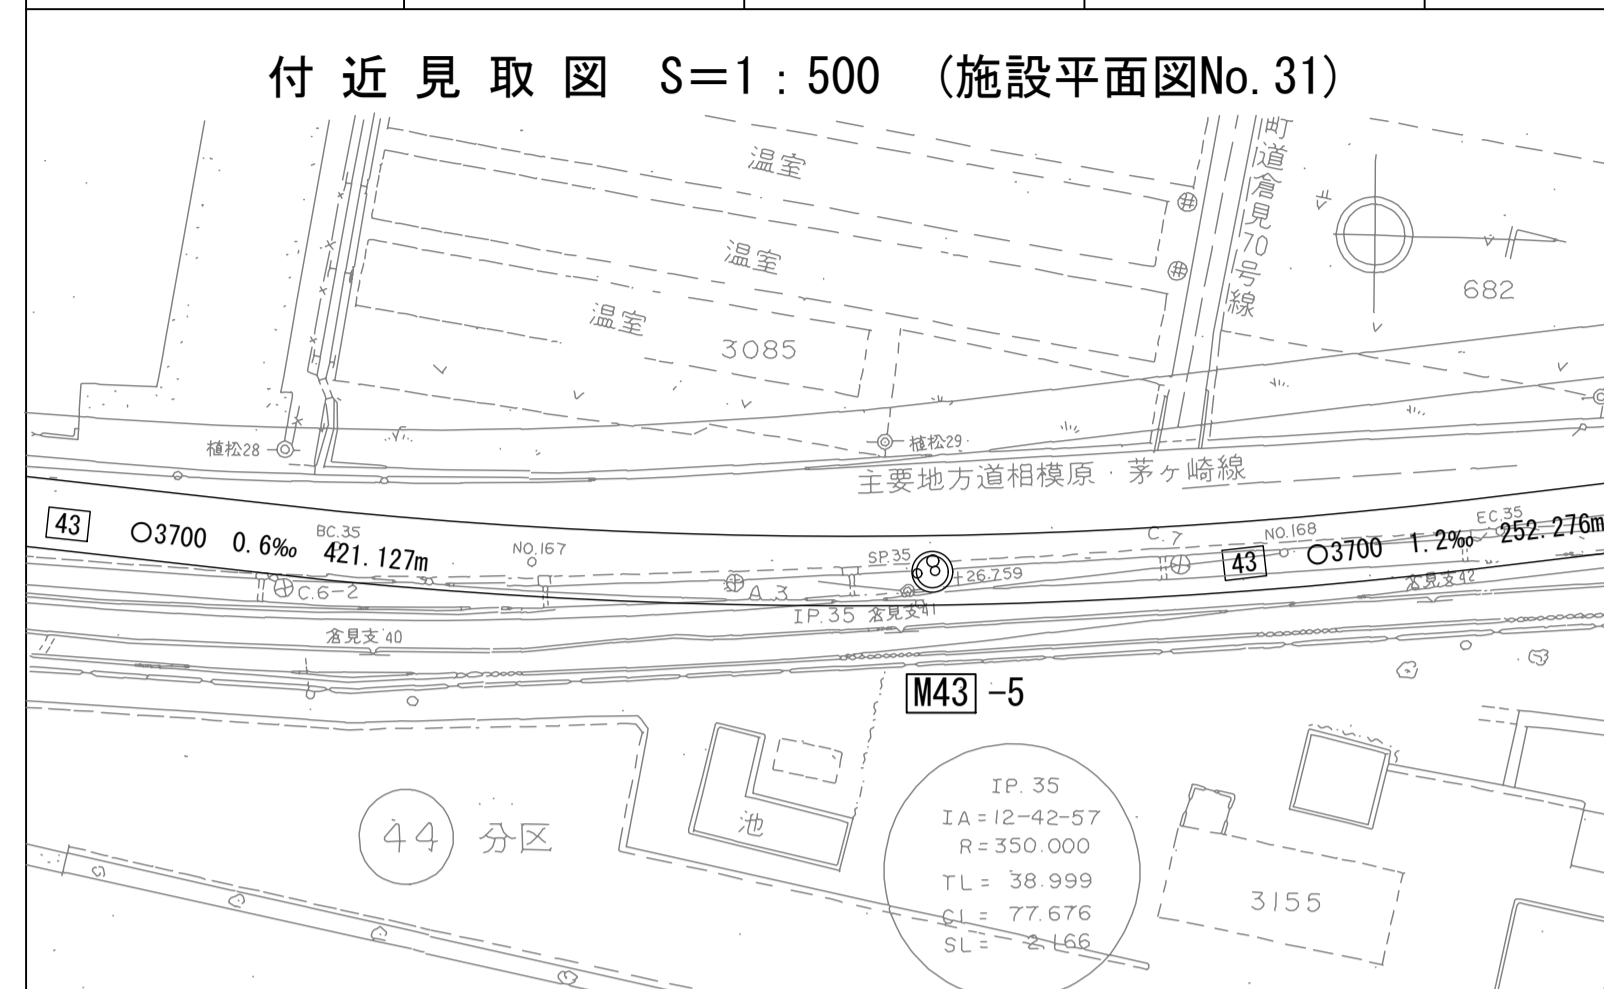 付近見取図 S=1:500 (施設平面図No.31)
温室
温室
温室
3085
町道倉見70号線
682
植松28
植松29
主要地方道相模原・茅ヶ崎線
43 ○3700 0.6‰ 421.127m
BC.35
NO.167
SP.35
+26.759
C.7
NO.168
EC.35
43 ○3700 1.2‰ 252.276m
C.6-2
A.3
IP.35
倉見支41
倉見支42
倉見支40
M43 -5
44 分区
池
IP.35
IA=12-42-57
R=350.000
TL= 38.999
CL= 77.676
SL= 2.166
3155